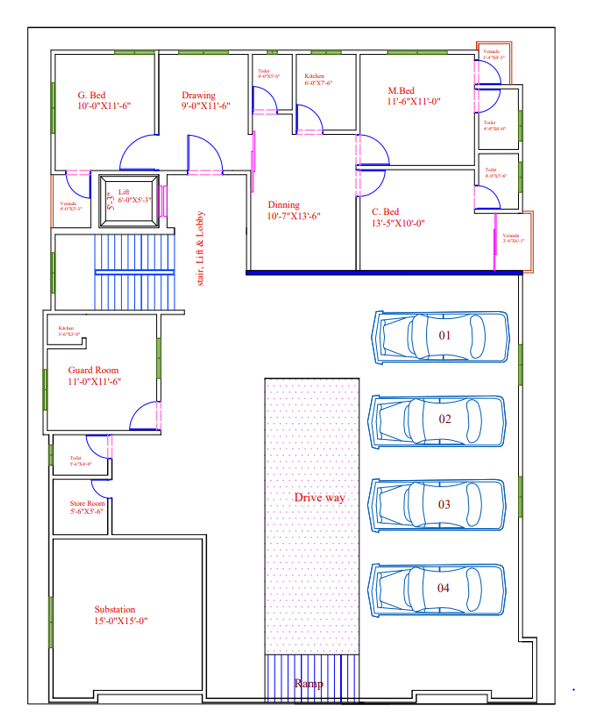 G. Bed
10'-0"X11'-6"
Drawing
9'-0"X11'-6"
Toilet
Kitchen
6'-0"X7'-6"
M.Bed
11'-6"X11'-0"
Veranda
Toilet
Toilet
Veranda
Lift
6'-0"X5'-3"
5'-3"
stair, Lift & Lobby
Dinning
10'-7"X13'-6"
C. Bed
13'-5"X10'-0"
Veranda
Kitchen
Guard Room
11'-0"X11'-6"
Toilet
Store Room
5'-6"X5'-6"
Substation
15'-0"X15'-0"
Drive way
Ramp
01
02
03
04